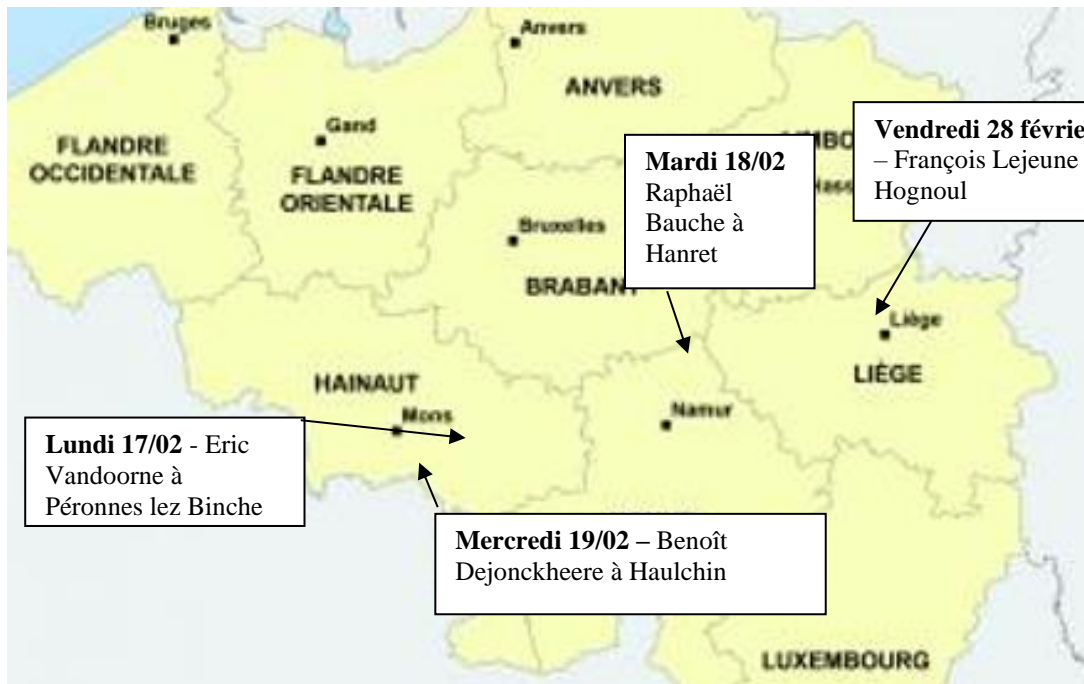 Bruges
Anvers
ANVERS
Gand
FLANDRE
OCCIDENTALE
FLANDRE
ORIENTALE
Mardi 18/02
Raphaël
Bauche à
Hanret
MBO
Hass
Vendredi 28 févrie
– François Lejeune
Hognoul
Bruxelles
BRABANT
Liège
LIÈGE
HAINAUT
Mons
Namur
Lundi 17/02 - Eric
Vandoorne à
Péronnes lez Binche
Mercredi 19/02 – Benoît
Dejonckheere à Haulchin
LUXEMBOURG